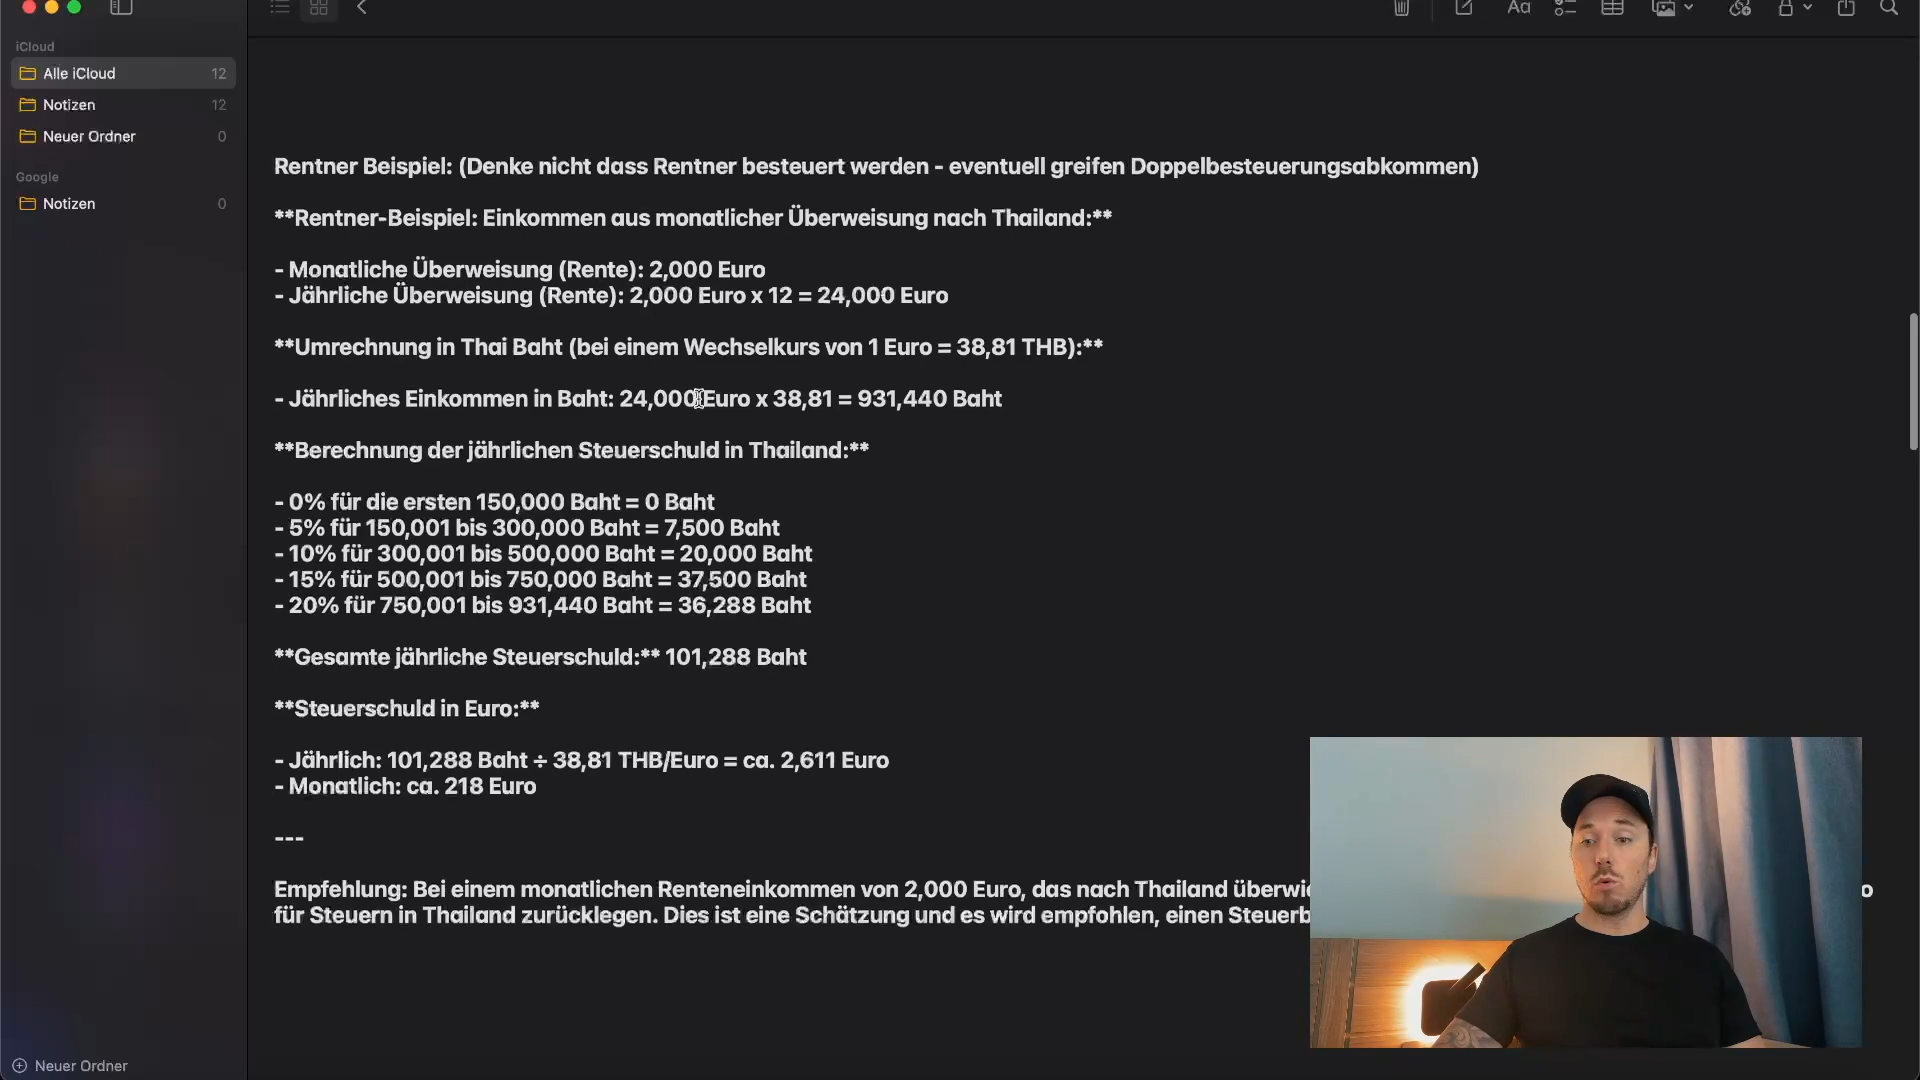 iCloud
Alle iCloud 12
Notizen 12
Neuer Ordner 0
Google
Notizen 0
Neuer Ordner
Aa
Rentner Beispiel: (Denke nicht dass Rentner besteuert werden - eventuell greifen Doppelbesteuerungsabkommen)
**Rentner-Beispiel: Einkommen aus monatlicher Überweisung nach Thailand:**
- Monatliche Überweisung (Rente): 2,000 Euro
- Jährliche Überweisung (Rente): 2,000 Euro x 12 = 24,000 Euro
**Umrechnung in Thai Baht (bei einem Wechselkurs von 1 Euro = 38,81 THB):**
- Jährliches Einkommen in Baht: 24,000 Euro x 38,81 = 931,440 Baht
**Berechnung der jährlichen Steuerschuld in Thailand:**
- 0% für die ersten 150,000 Baht = 0 Baht
- 5% für 150,001 bis 300,000 Baht = 7,500 Baht
- 10% für 300,001 bis 500,000 Baht = 20,000 Baht
- 15% für 500,001 bis 750,000 Baht = 37,500 Baht
- 20% für 750,001 bis 931,440 Baht = 36,288 Baht
**Gesamte jährliche Steuerschuld:** 101,288 Baht
**Steuerschuld in Euro:**
- Jährlich: 101,288 Baht ÷ 38,81 THB/Euro = ca. 2,611 Euro
- Monatlich: ca. 218 Euro
---
Empfehlung: Bei einem monatlichen Renteneinkommen von 2,000 Euro, das nach Thailand
für Steuern in Thailand zurücklegen. Dies ist eine Schätzung und es wird empfohlen, einen